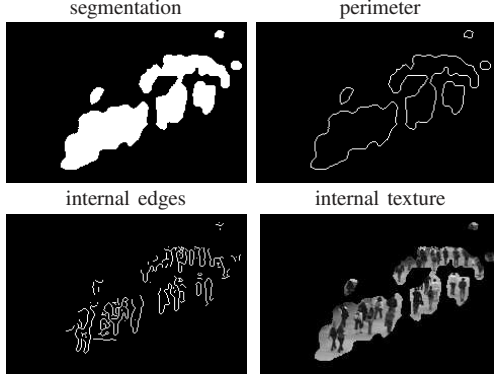 segmentation
perimeter
internal edges
internal texture